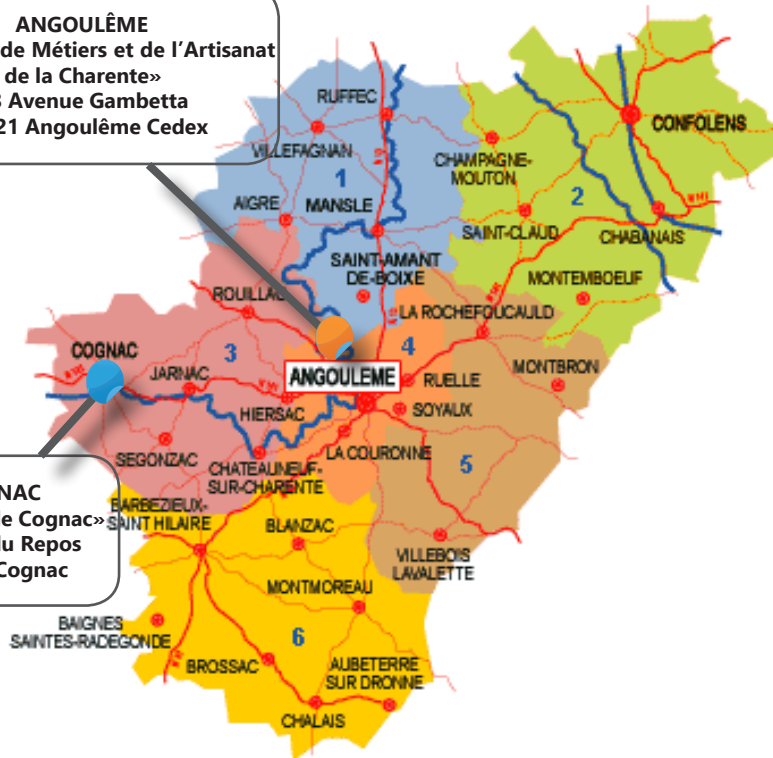 ANGOULÊME
de Métiers et de l'Artisanat
de la Charente»
Avenue Gambetta
21 Angoulême Cedex
RUFFEC
VILLEFAGNAN
1
AIGRE
MANSLE
CHAMPAGNE-
MOUTON
CONFOLENS
2
SAINT-CLAUD
CHABANAIS
SAINT-AMANT
DE-BOIXE
MONTEMBOEUF
ROUILLAC
LA ROCHEFOUCAULD
COGNAC
3
4
JARNAC
ANGOULEME
RUELLE
MONTBRON
HIERSAC
SOYAUX
SEGONZAC
CHATEAUNEUF-
SUR-CHARENTE
LA COURONNE
5
NAC
de Cognac»
du Repos
Cognac
BARBEZIEUX-
SAINT HILAIRE
BLANZAC
VILLEBOIS
LAVALETTE
MONTMOREAU
BAIGNES
SAINTES-RADEGONDE
6
BROSSAC
AUBETERRE
SUR DRONNE
CHALAIS